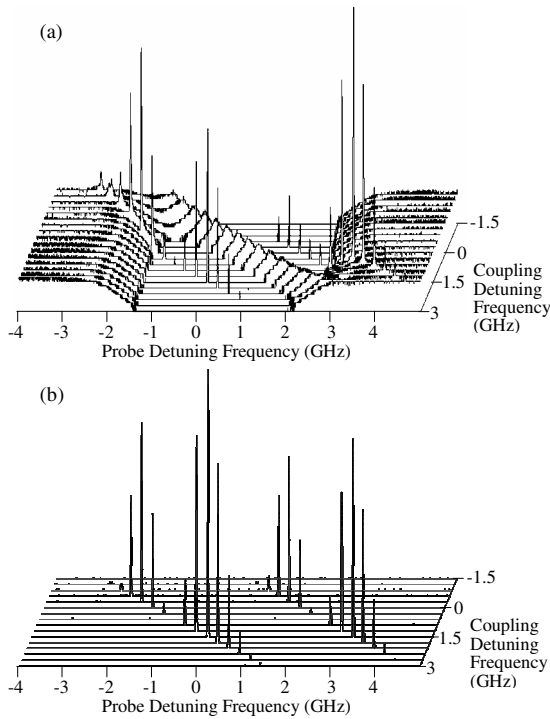 (a)
-1.5
0
1.5
3
Coupling
Detuning
Frequency
(GHz)
-4 -3 -2 -1 0 1 2 3 4
Probe Detuning Frequency (GHz)
(b)
-1.5
0
1.5
3
Coupling
Detuning
Frequency
(GHz)
-4 -3 -2 -1 0 1 2 3 4
Probe Detuning Frequency (GHz)